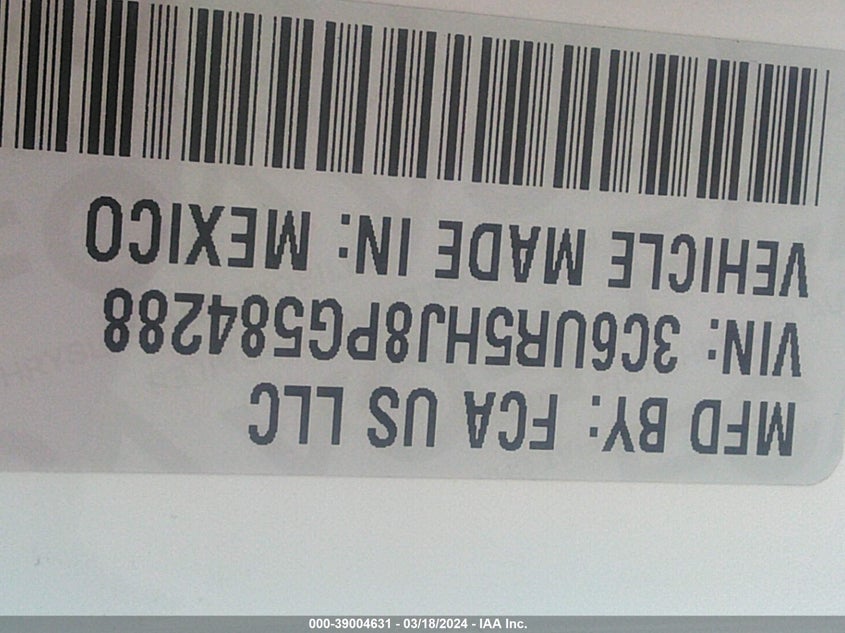 MFD BY: FCA US LLC
VIN: 3C6UR5HJ8PG584288
VEHICLE MADE IN: MEXICO
000-39004631 - 03/18/2024 - IAA Inc.